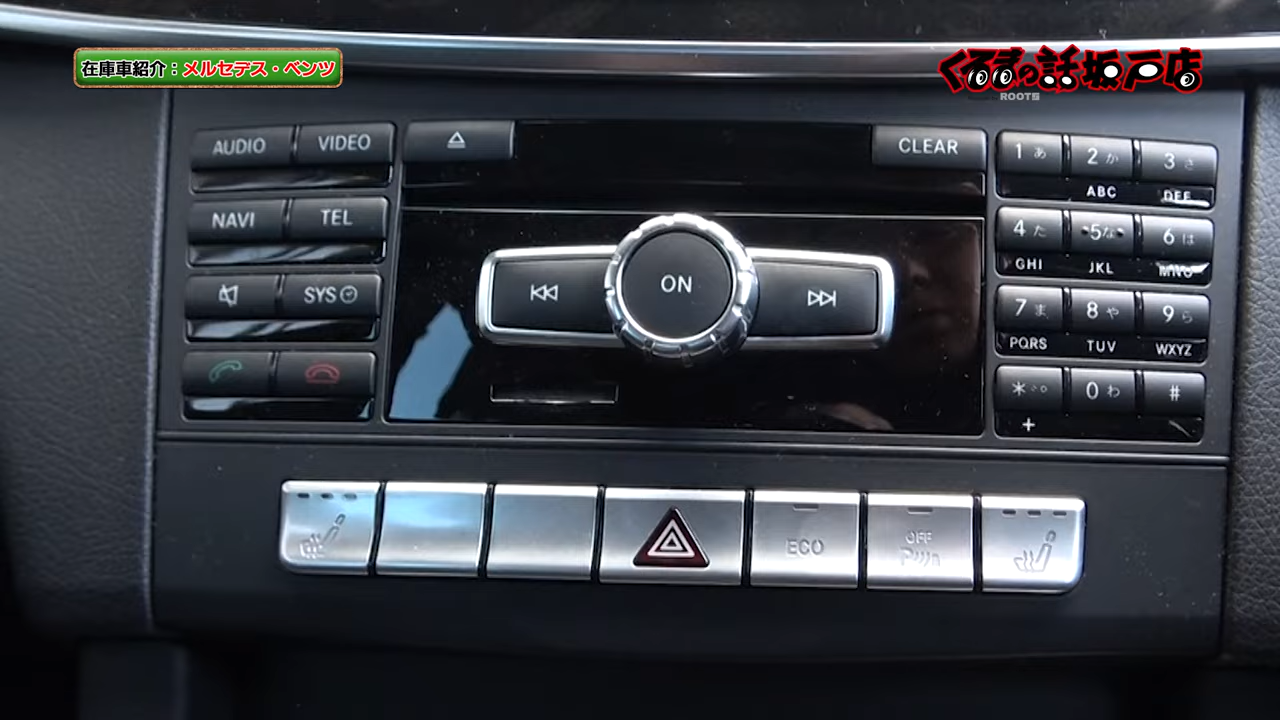 在庫車紹介：メルセデス・ベンツ
くるまの話坂戸店
ROOTS
AUDIO VIDEO
CLEAR
NAVI TEL
SYS
ON
1 あ 2 か 3 さ
ABC DEF
4 た 5 な 6 は
GHI JKL MNO
7 ま 8 や 9 ら
PQRS TUV WXYZ
* 0 わ #
+
ECO
OFF